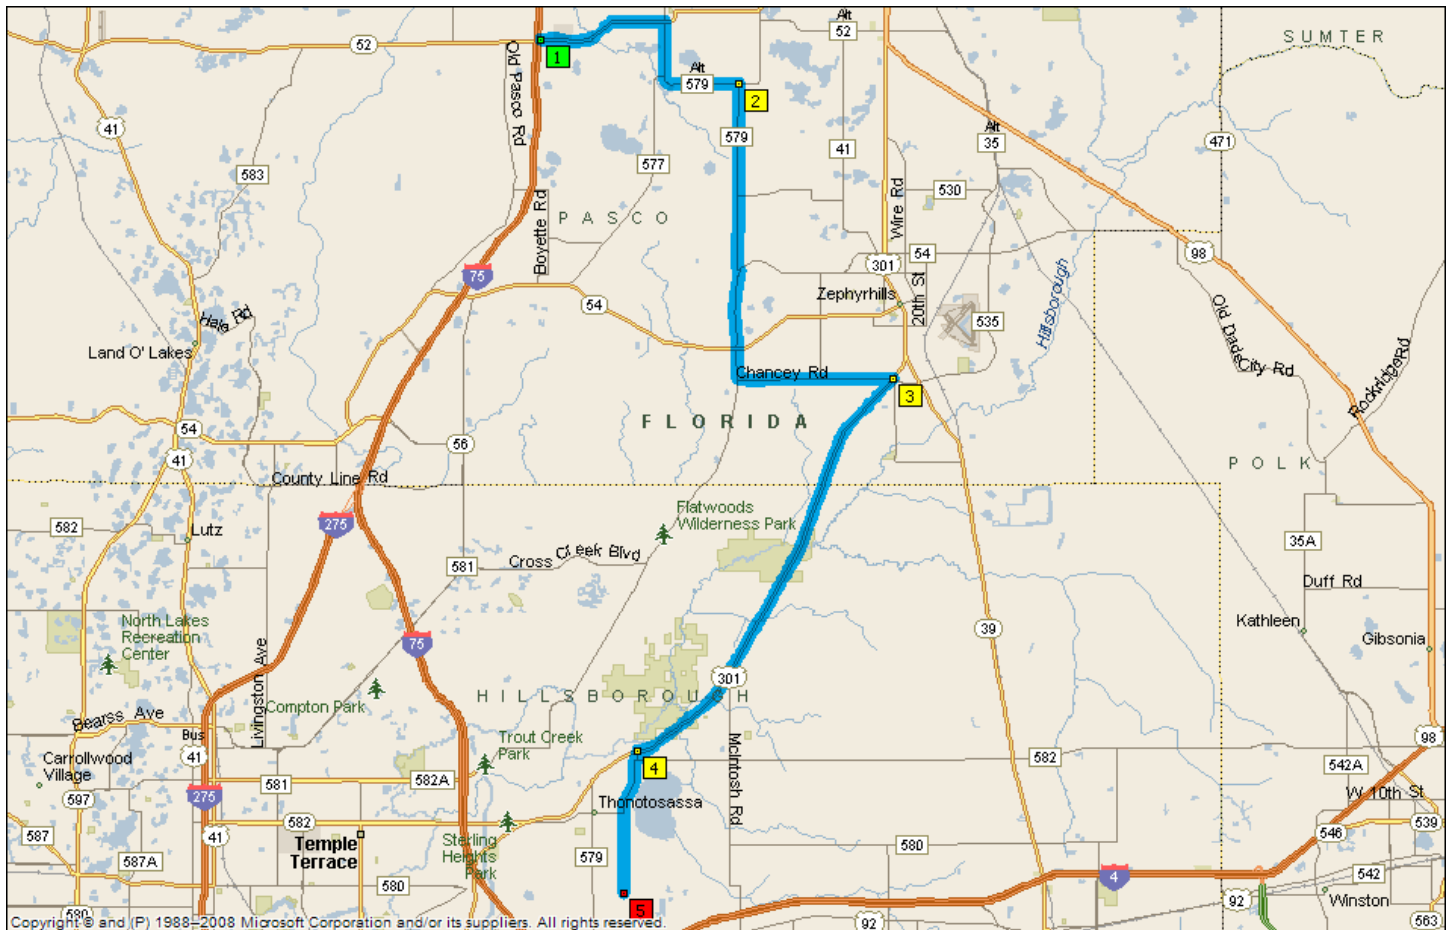 Alt
52
SUMTER
52
1
Old Pasco Rd
Alt
579
2
41
579
41
Alt
35
471
583
577
530
Boyette Rd
PASCO
Wire Rd
54
98
301
75
Zephyrhills
20th St
Hillsborough
54
535
Hale Rd
Old Dade City Rd
Land O' Lakes
Rockridge Rd
Chancey Rd
3
FLORIDA
54
56
41
POLK
County Line Rd
Flatwoods
Wilderness Park
275
582
Lutz
35A
Cross Creek Blvd
581
Duff Rd
North Lakes
Recreation
Center
39
Kathleen
Gibsonia
75
Livingston Ave
301
HILLSBOROUGH
Compton Park
Bearss Ave
Bus
41
Trout Creek
Park
McIntosh Rd
98
Carrollwood
Village
4
582
542A
581
582A
W 10th St
597
275
Thonotosassa
582
587
41
Temple
Terrace
Sterling
Heights
Park
546
539
587A
579
580
580
4
542
92
Winston
5
580
92
563
Copyright © and (P) 1988–2008 Microsoft Corporation and/or its suppliers. All rights reserved.